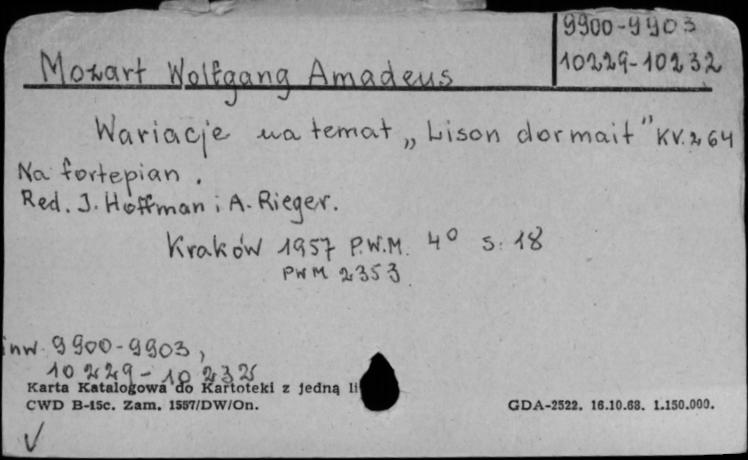 9900-9903
10229-10232
Mozart Wolfgang Amadeus
Wariacje na temat „Lison dormait" KV.264
Na fortepian.
Red. J. Hoffman i A. Rieger.
Kraków 1957 P.W.M. 4° s. 18
PWM 2353
inw. 9900-9903,
10229-10232
Karta Katalogowa do Kartoteki z jedną li
CWD B-15c. Zam. 1557/DW/On.
GDA-2522. 16.10.68. 1.150.000.